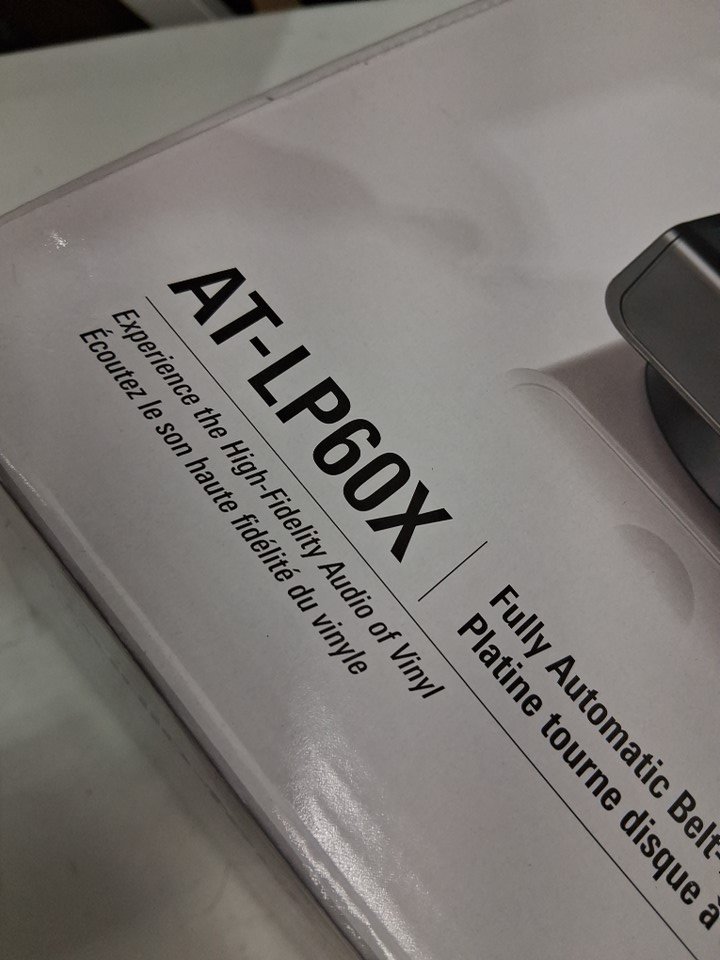 AT-LP60X
Fully Automatic Belt-
Platine tourne disque à
Experience the High-Fidelity Audio of Vinyl
Écoutez le son haute fidélité du vinyle